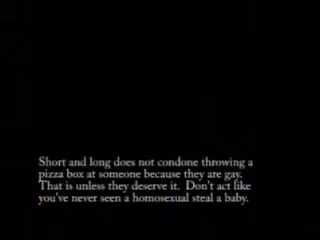 Short and long does not condone throwing a
pizza box at someone because they are gay.
That is unless they deserve it.  Don't act like
you've never seen a homosexual steal a baby.